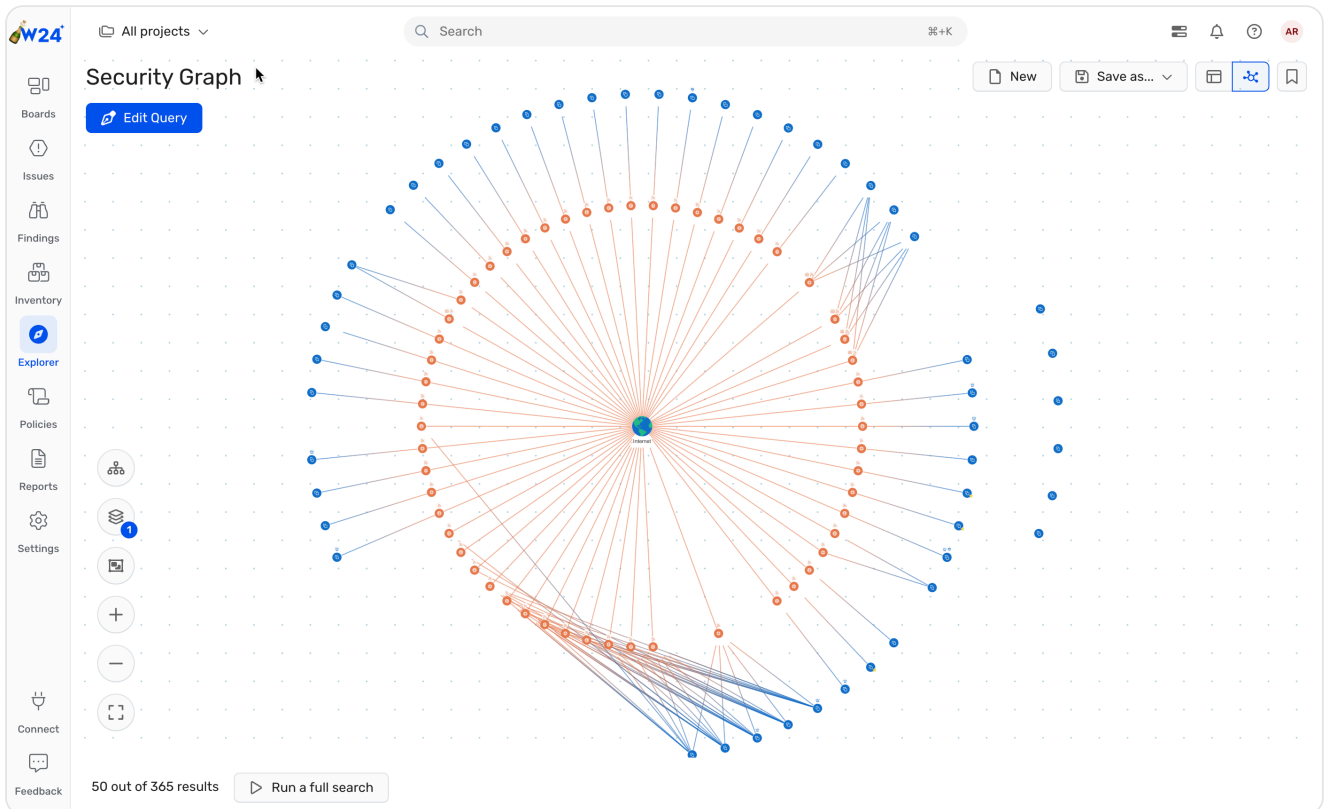 W24
All projects
Search
⌘+K
AR
Security Graph
New
Save as...
Edit Query
Boards
Issues
Findings
Inventory
Explorer
Policies
Reports
Settings
Connect
Feedback
Internet
1
50 out of 365 results
Run a full search